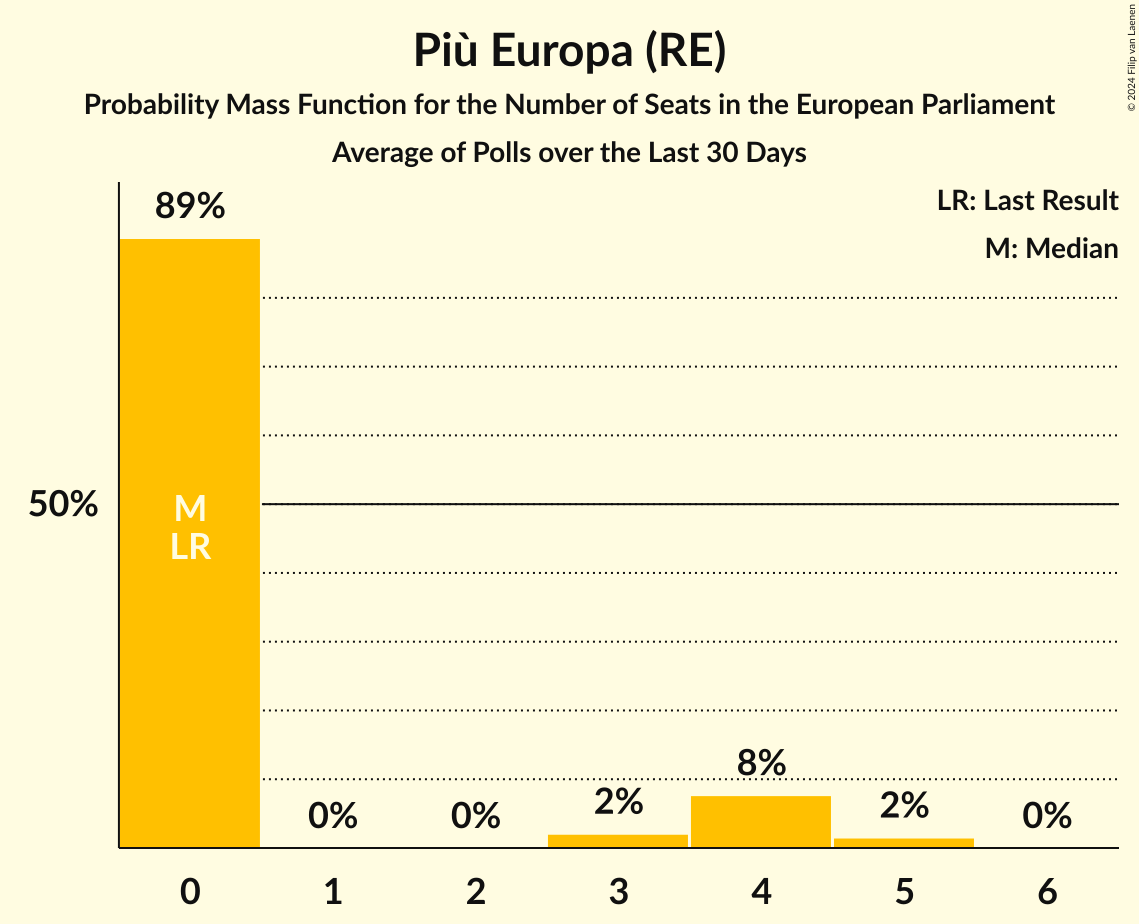 Più Europa (RE)
Probability Mass Function for the Number of Seats in the European Parliament
Average of Polls over the Last 30 Days
© 2024 Filip van Laenen
LR: Last Result
M: Median
89%
50%
M
LR
0%
0%
2%
8%
2%
0%
0
1
2
3
4
5
6